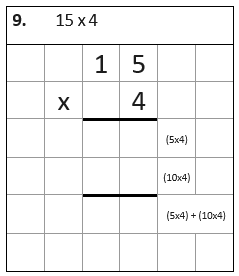 9. 15 x 4
1 5
x 4
(5x4)
(10x4)
(5x4) + (10x4)